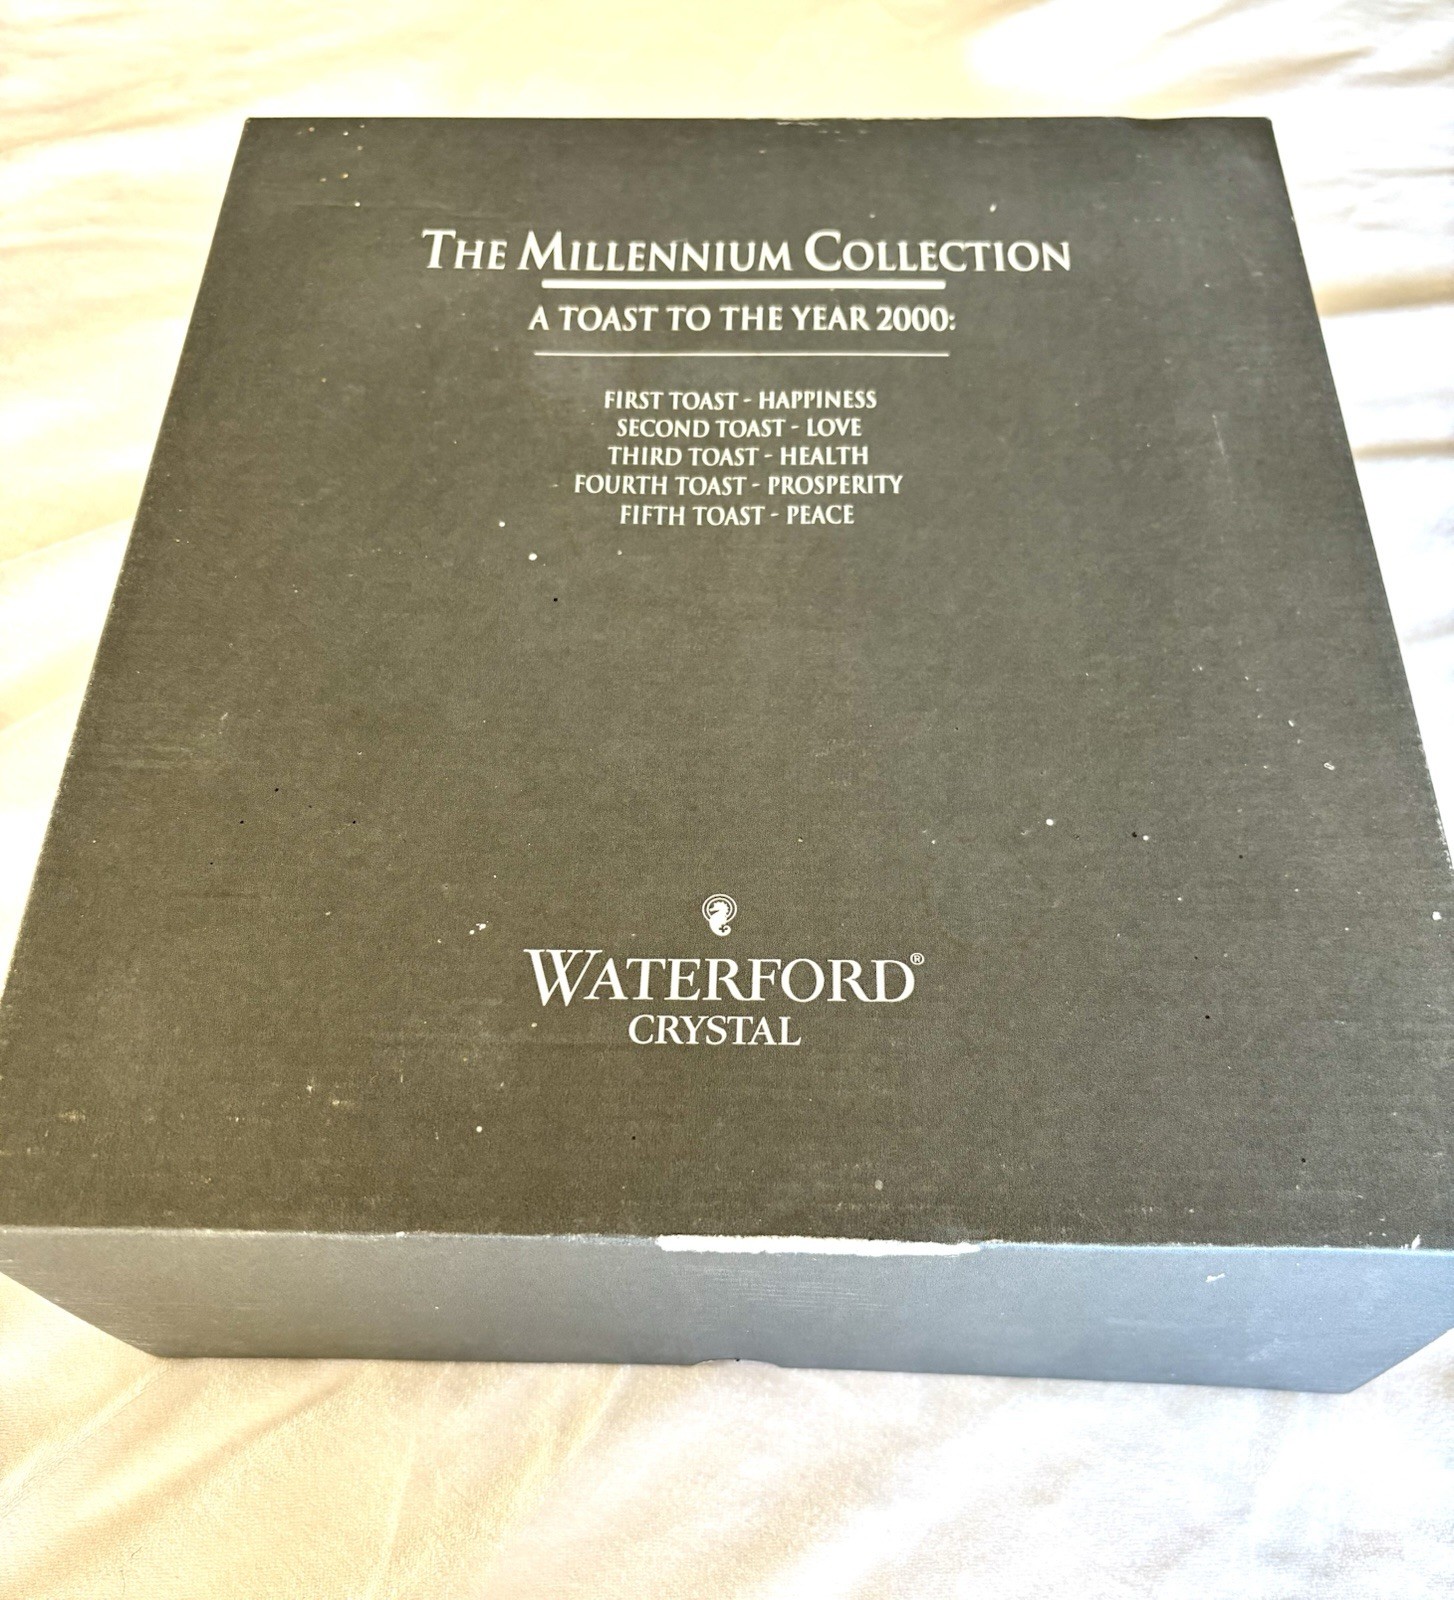 THE MILLENNIUM COLLECTION
A TOAST TO THE YEAR 2000:
FIRST TOAST - HAPPINESS
SECOND TOAST - LOVE
THIRD TOAST - HEALTH
FOURTH TOAST - PROSPERITY
FIFTH TOAST - PEACE
WATERFORD®
CRYSTAL